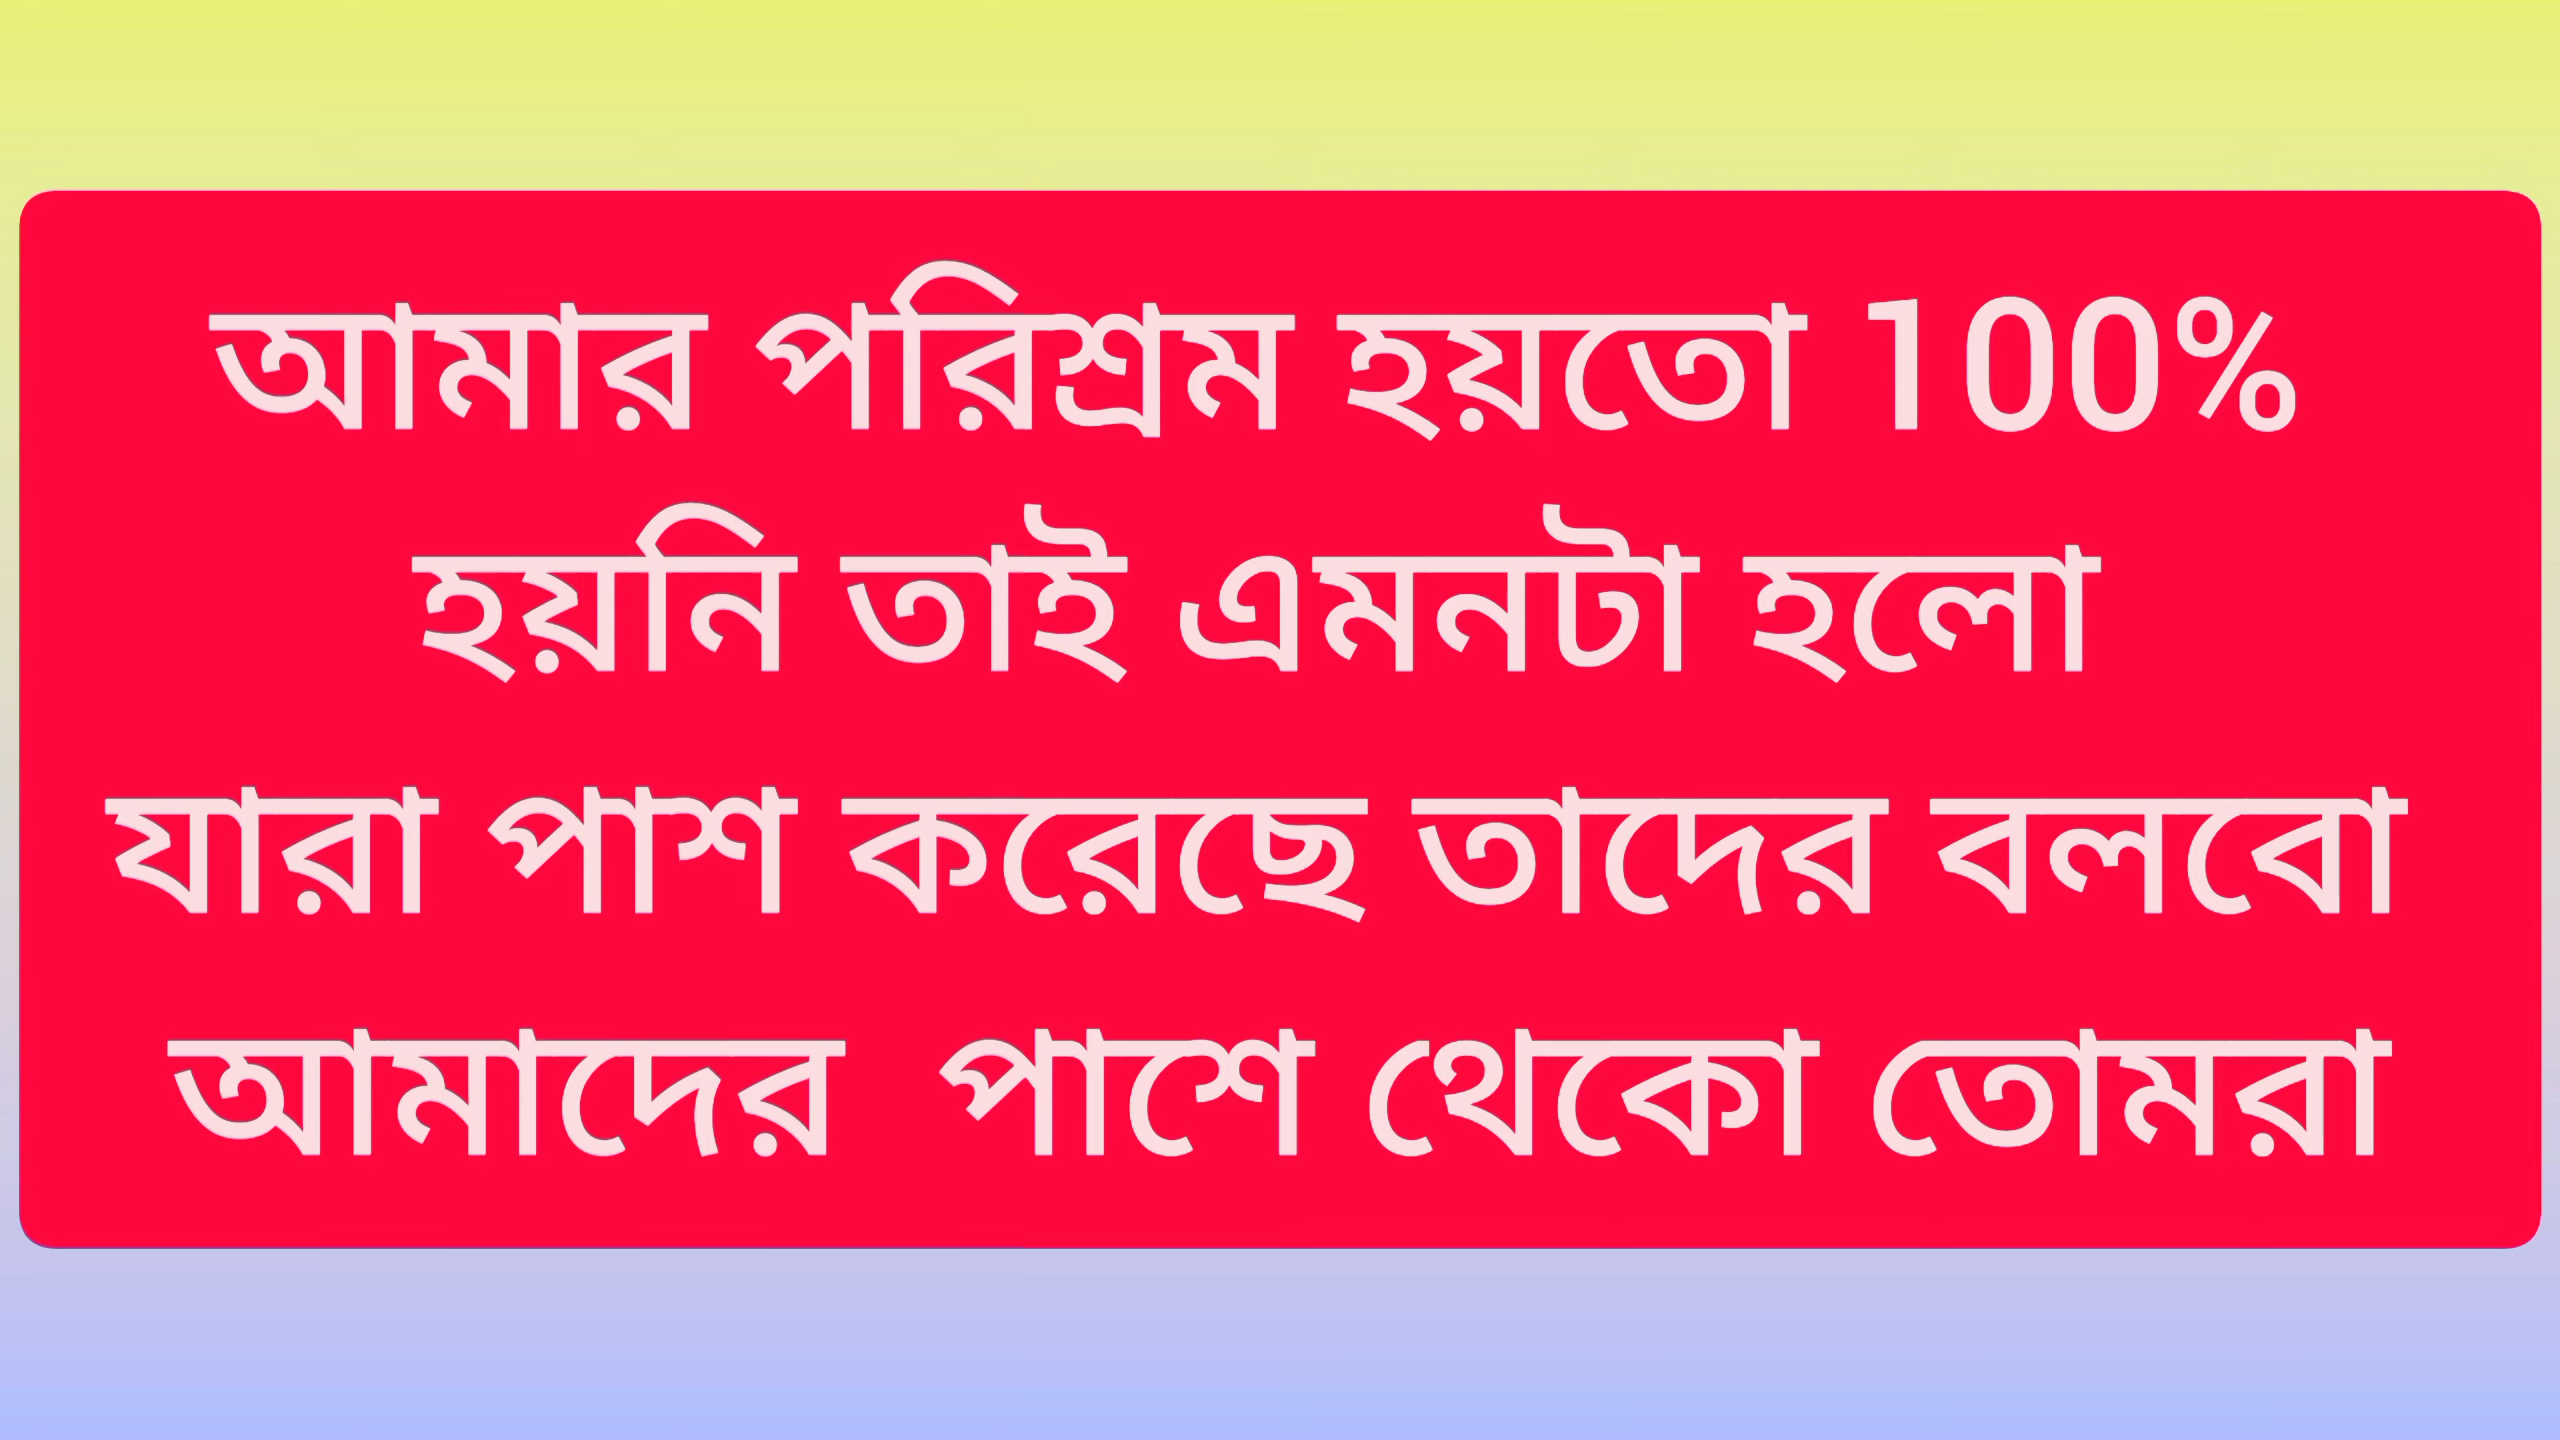 আমার পরিশ্রম হয়তো 100%
হয়নি তাই এমনটা হলো
যারা পাশ করেছে তাদের বলবো
আমাদের  পাশে থেকো তোমরা